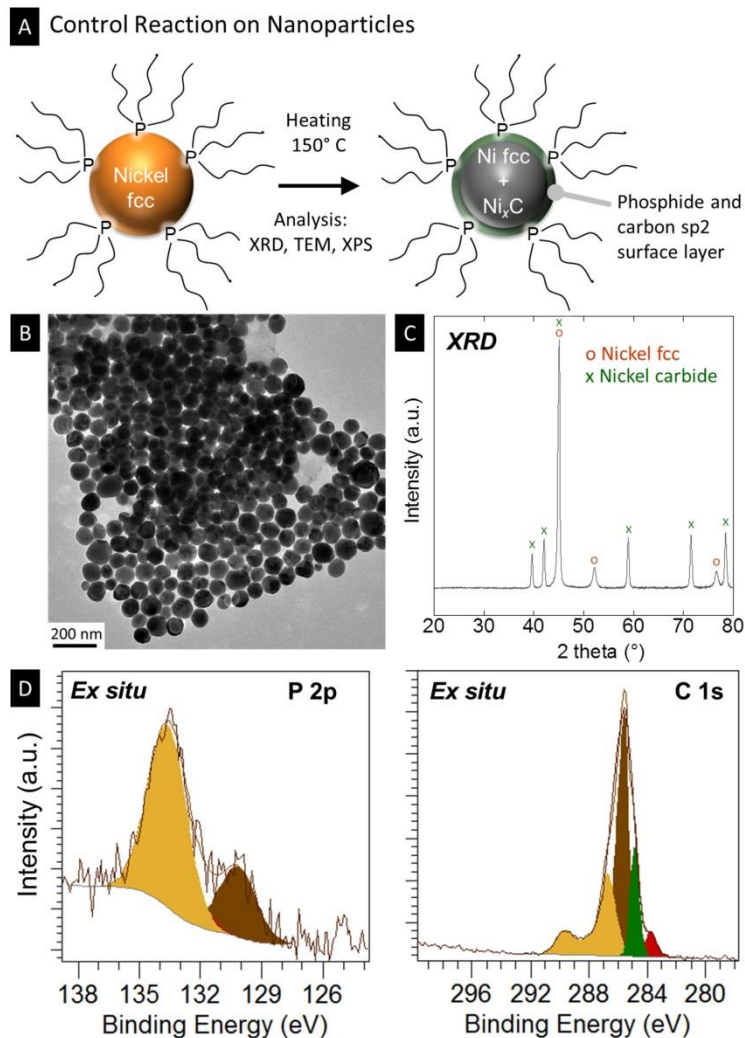 A Control Reaction on Nanoparticles
P
P
P
P
P
Nickel
fcc
Heating
150° C
Analysis:
XRD, TEM, XPS
P
P
P
P
P
Ni fcc
+
NixC
Phosphide and
carbon sp2
surface layer
B
200 nm
C
XRD
o Nickel fcc
x Nickel carbide
x
o
x
x
o
x
x
o
x
Intensity (a.u.)
20 30 40 50 60 70 80
2 theta (°)
D
Ex situ P 2p
Intensity (a.u.)
138 135 132 129 126
Binding Energy (eV)
Ex situ C 1s
296 292 288 284 280
Binding Energy (eV)